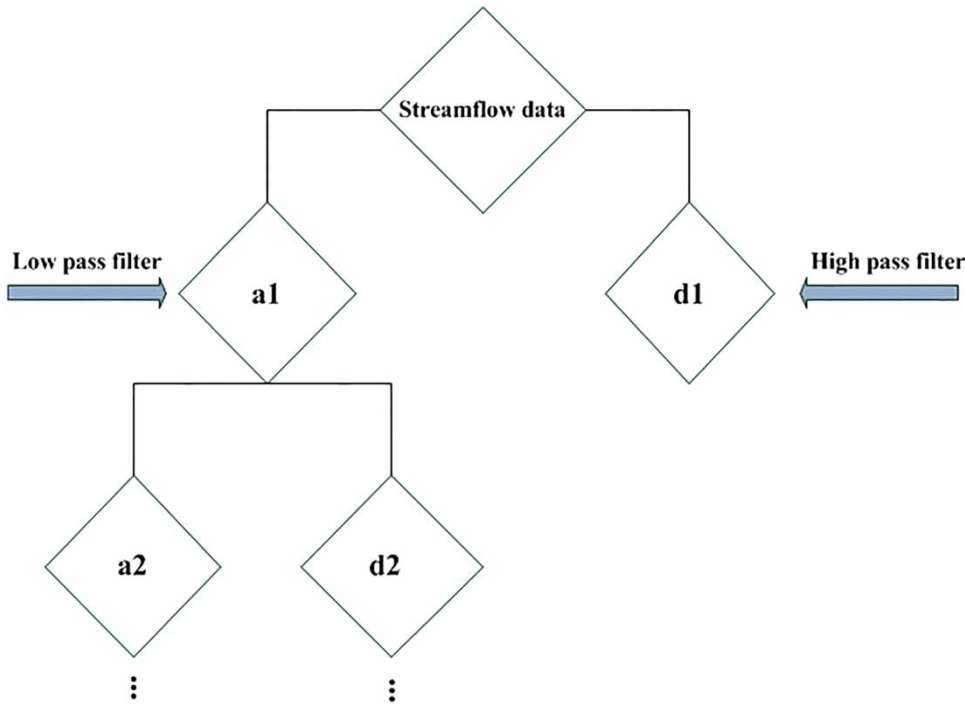 Streamflow data
Low pass filter
a1
d1
High pass filter
a2
d2